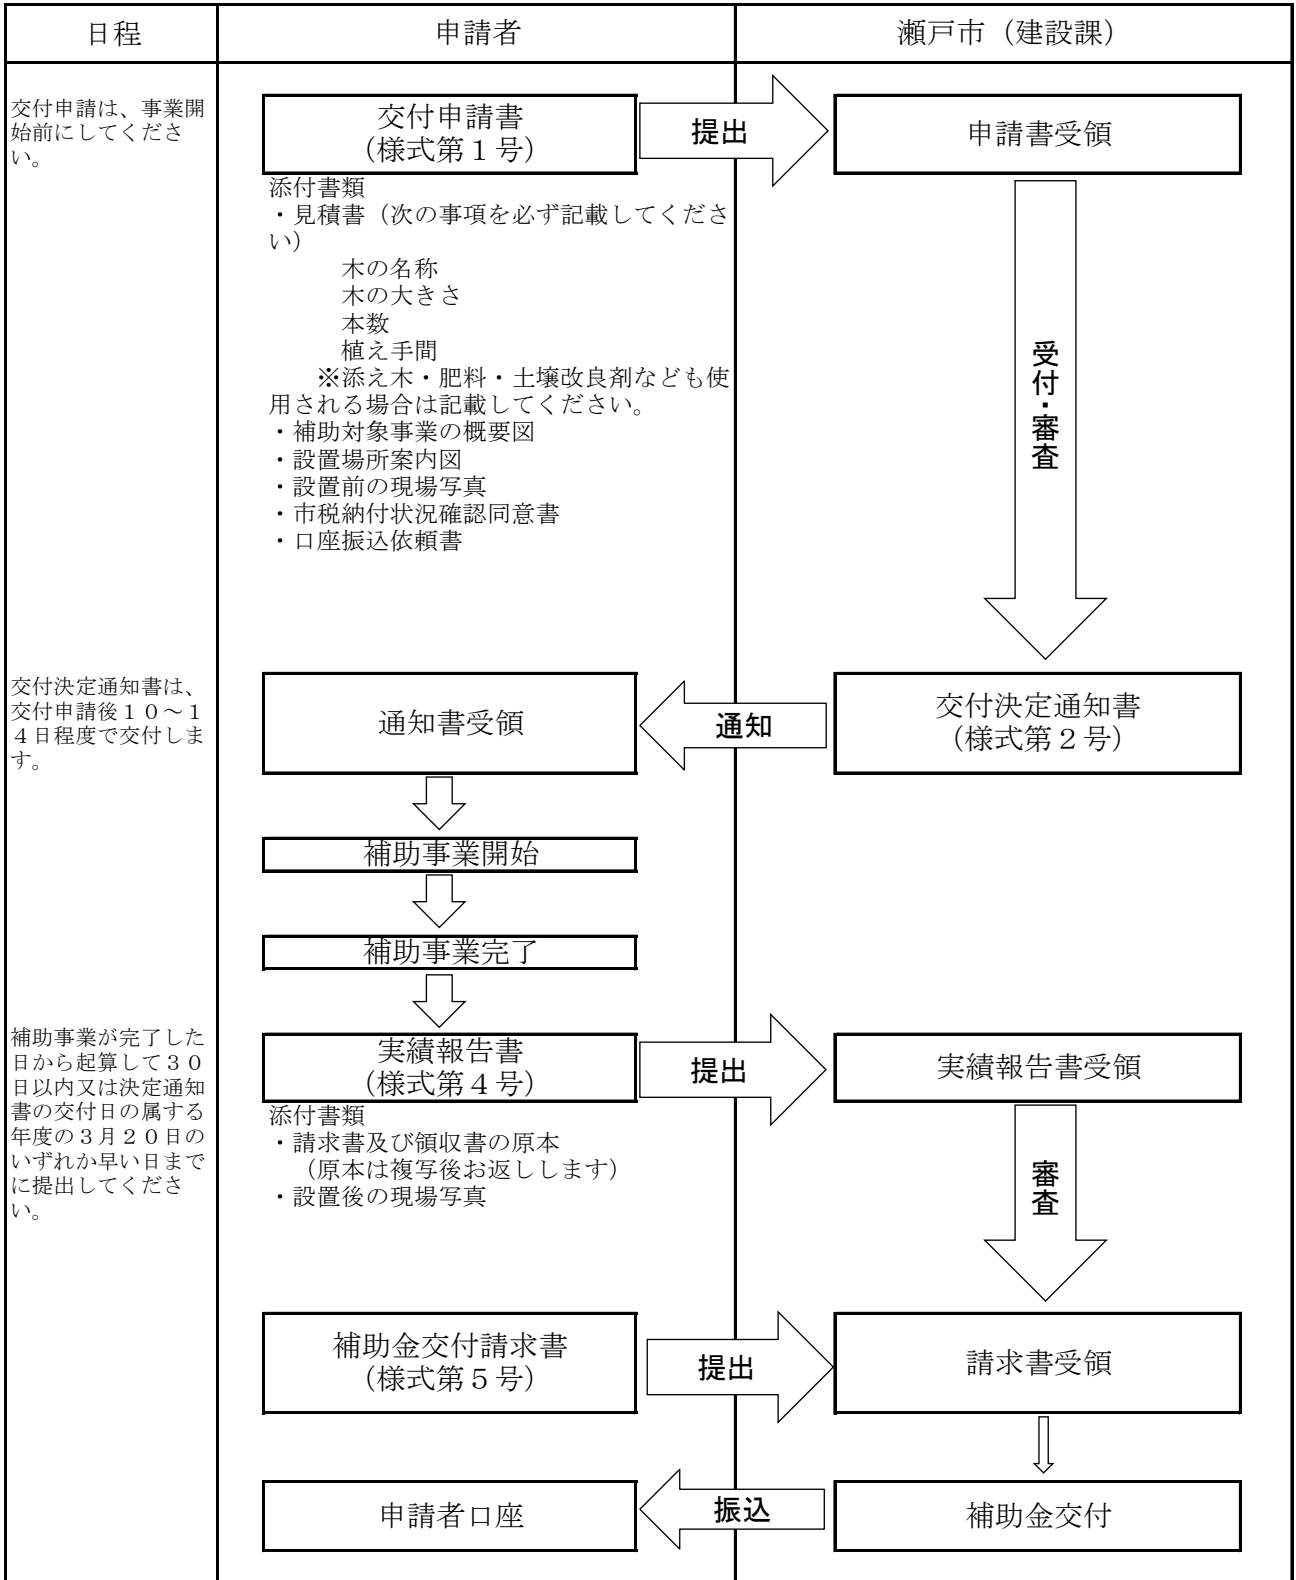 日程
申請者
瀬戸市（建設課）
交付申請は、事業開
始前にしてくださ
い。
交付申請書
（様式第１号）
提出
申請書受領
添付書類
・見積書（次の事項を必ず記載してくださ
い）
木の名称
木の大きさ
本数
植え手間
※添え木・肥料・土壌改良剤なども使
用される場合は記載してください。
・補助対象事業の概要図
・設置場所案内図
・設置前の現場写真
・市税納付状況確認同意書
・口座振込依頼書
受付・審査
交付決定通知書は、
交付申請後１０～１
４日程度で交付しま
す。
通知書受領
通知
交付決定通知書
（様式第２号）
補助事業開始
補助事業完了
補助事業が完了した
日から起算して３０
日以内又は決定通知
書の交付日の属する
年度の３月２０日の
いずれか早い日まで
に提出してくださ
い。
実績報告書
（様式第４号）
提出
実績報告書受領
添付書類
・請求書及び領収書の原本
（原本は複写後お返しします）
・設置後の現場写真
審査
補助金交付請求書
（様式第５号）
提出
請求書受領
申請者口座
振込
補助金交付